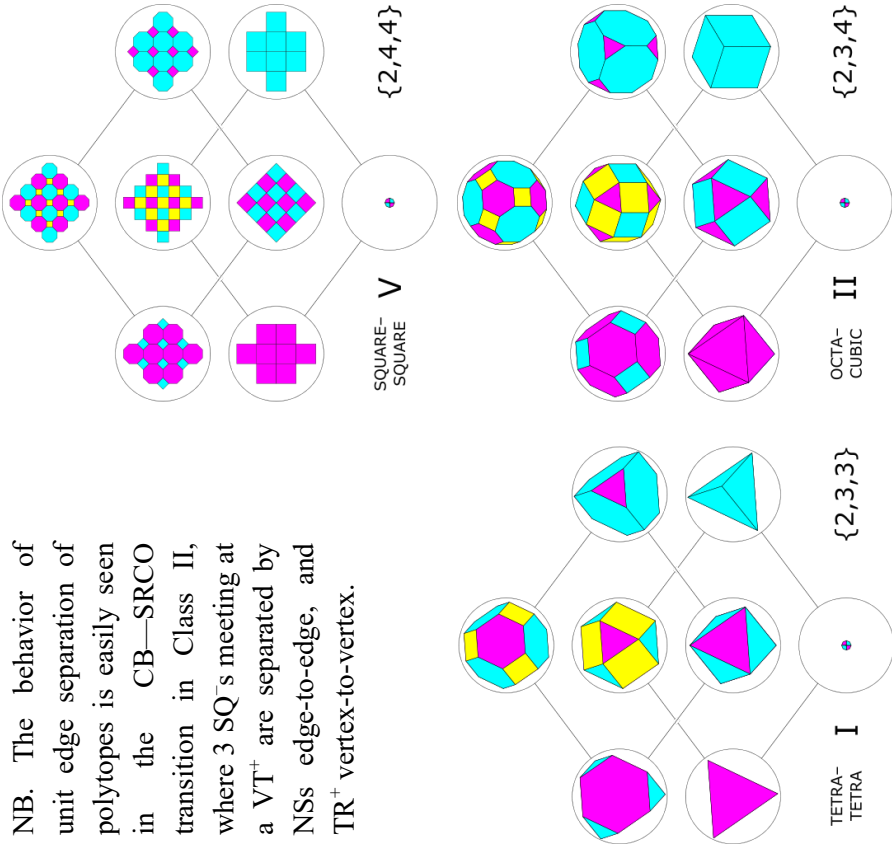 NB. The behavior of
unit edge separation of
polytopes is easily seen
in the CB—SRCO
transition in Class II,
where 3 SQ⁻s meeting at
a VT⁺ are separated by
NSs edge-to-edge, and
TR⁺ vertex-to-vertex.
SQUARE-
SQUARE
V
{2,4,4}
TETRA-
TETRA
I
{2,3,3}
OCTA-
CUBIC
II
{2,3,4}